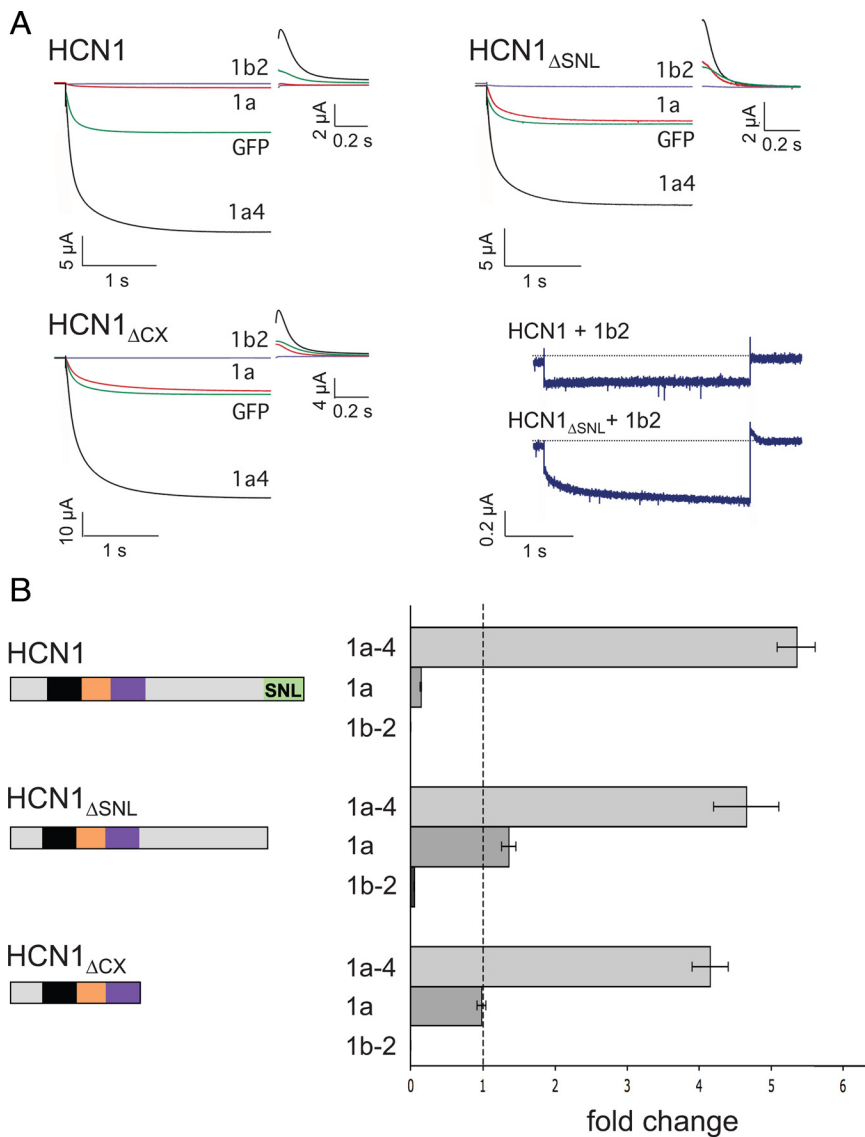 A
HCN1
1b2
1a
GFP
1a4
2 µA
0.2 s
5 µA
1 s
HCN1ΔSNL
1b2
1a
GFP
1a4
2 µA
0.2 s
5 µA
1 s
HCN1ΔCX
1b2
1a
GFP
1a4
4 µA
0.2 s
10 µA
1 s
HCN1 + 1b2
HCN1ΔSNL+ 1b2
0.2 µA
1 s
B
HCN1
SNL
1a-4
1a
1b-2
HCN1ΔSNL
1a-4
1a
1b-2
HCN1ΔCX
1a-4
1a
1b-2
0 1 2 3 4 5 6
fold change